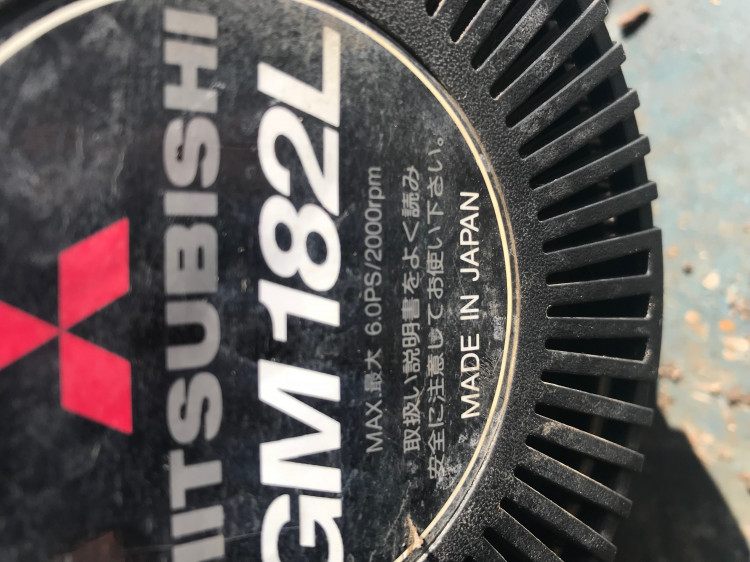 MITSUBISHI
GM 182L
MAX.最大 6.0PS/2000rpm
取扱い説明書をよく読み
安全に注意してお使い下さい。
MADE IN JAPAN